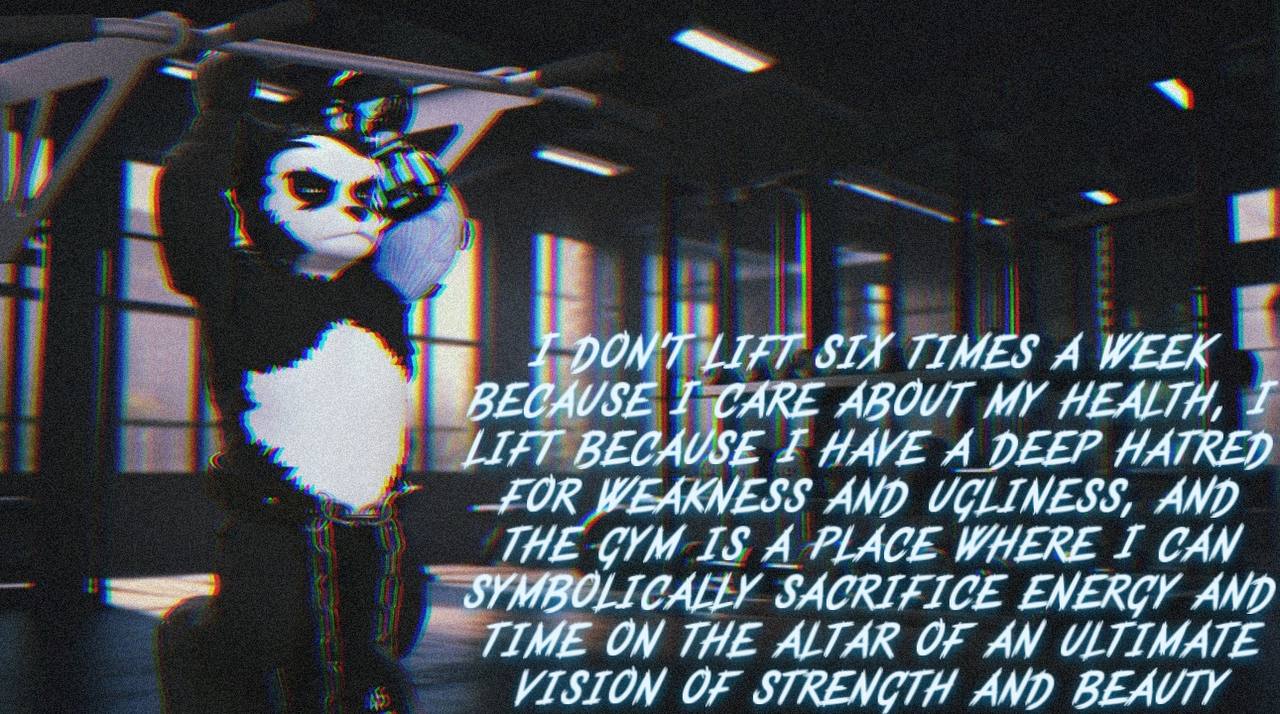 I DON'T LIFT SIX TIMES A WEEK
BECAUSE I CARE ABOUT MY HEALTH, I
LIFT BECAUSE I HAVE A DEEP HATRED
FOR WEAKNESS AND UGLINESS, AND
THE GYM IS A PLACE WHERE I CAN
SYMBOLICALLY SACRIFICE ENERGY AND
TIME ON THE ALTAR OF AN ULTIMATE
VISION OF STRENGTH AND BEAUTY